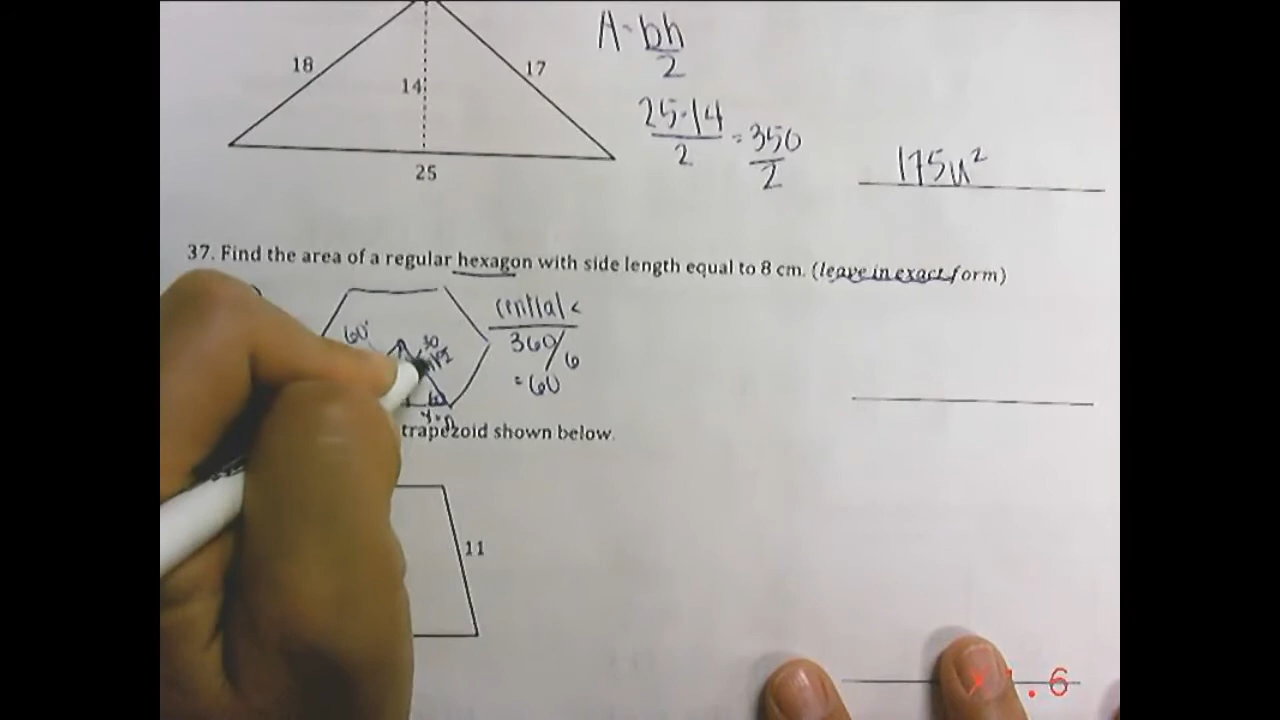 18
14
17
25
A = bh/2
25·14/2 = 350/2
175u²
37. Find the area of a regular hexagon with side length equal to 8 cm. (leave in exact form)
central <
360/6
= 60
60°
30
trapezoid shown below.
11
.6